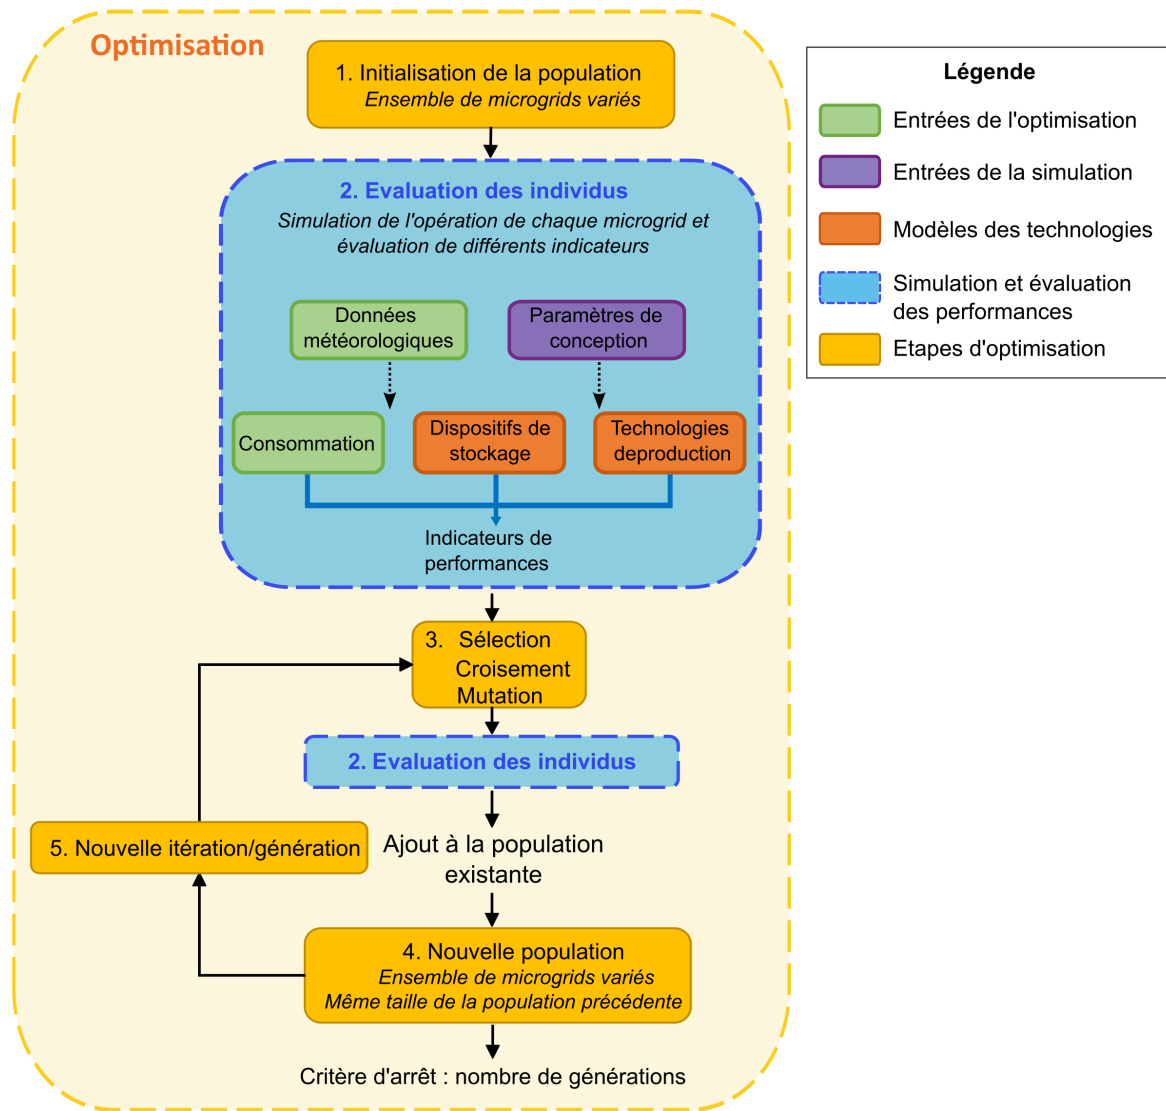 Optimisation
1. Initialisation de la population
Ensemble de microgrids variés
2. Evaluation des individus
Simulation de l'opération de chaque microgrid et
évaluation de différents indicateurs
Données
météorologiques
Paramètres de
conception
Consommation
Dispositifs de
stockage
Technologies
deproduction
Indicateurs de
performances
3. Sélection
Croisement
Mutation
2. Evaluation des individus
Ajout à la population
existante
5. Nouvelle itération/génération
4. Nouvelle population
Ensemble de microgrids variés
Même taille de la population précédente
Critère d'arrêt : nombre de générations
Légende
Entrées de l'optimisation
Entrées de la simulation
Modèles des technologies
Simulation et évaluation
des performances
Etapes d'optimisation